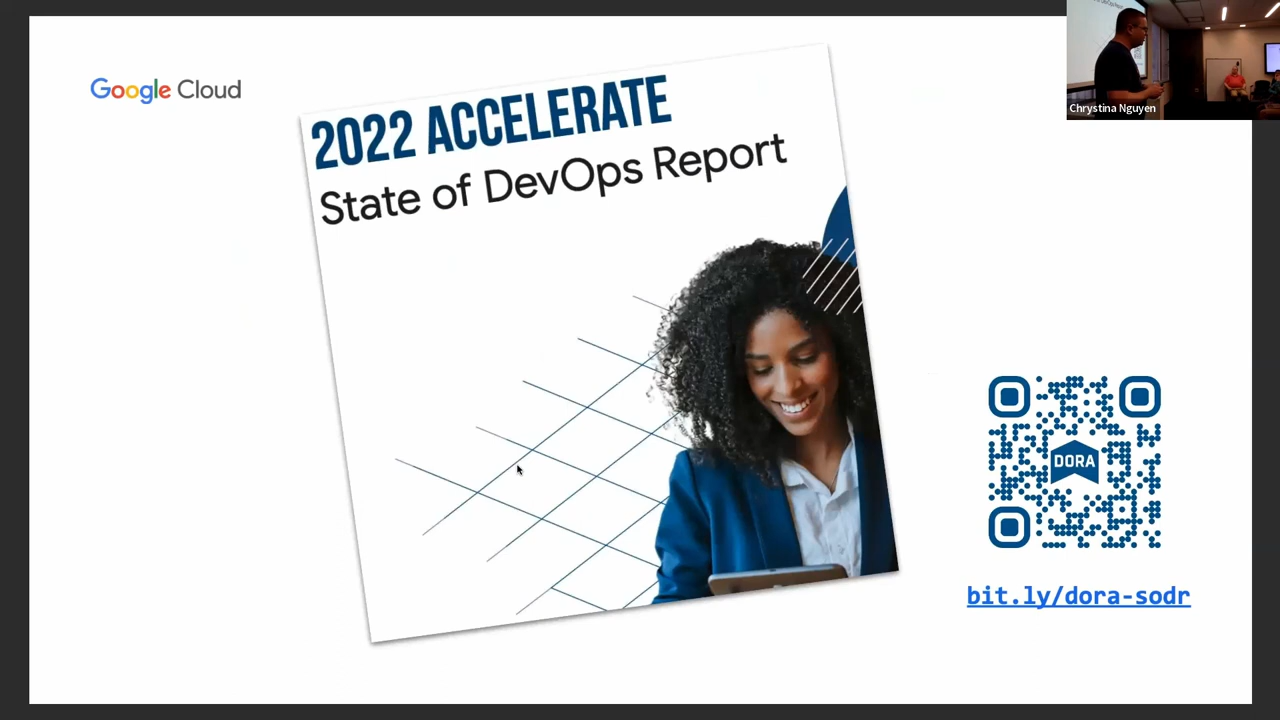 Google Cloud
2022 ACCELERATE
State of DevOps Report
Chrystina Nguyen
DORA
bit.ly/dora-sodr